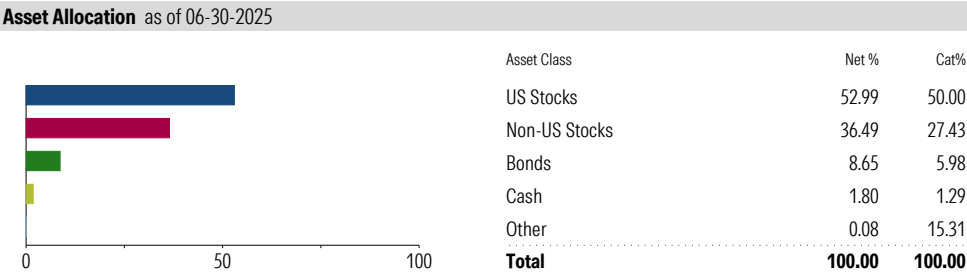 Asset Allocation as of 06-30-2025
Asset Class Net % Cat%
US Stocks 52.99 50.00
Non-US Stocks 36.49 27.43
Bonds 8.65 5.98
Cash 1.80 1.29
Other 0.08 15.31
0 50 100
Total 100.00 100.00